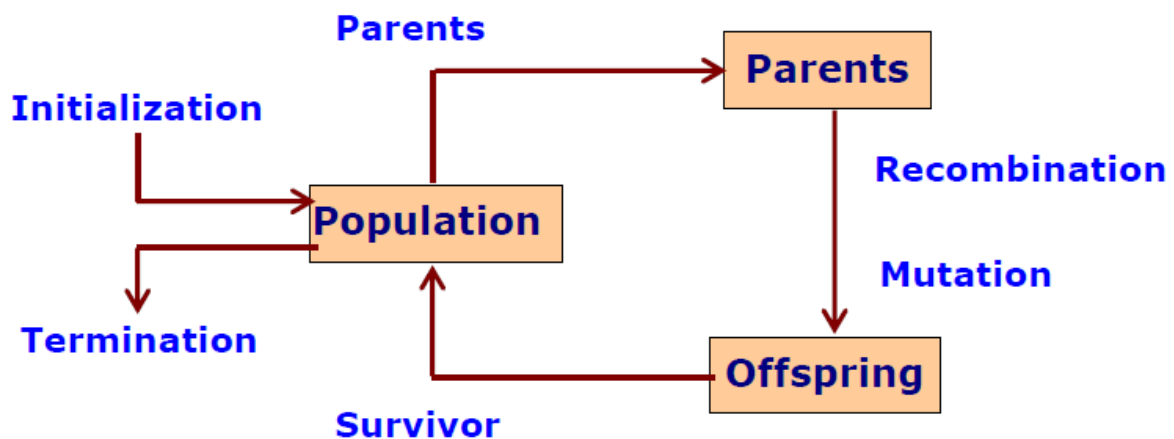 Parents
Parents
Initialization
Recombination
Population
Mutation
Termination
Offspring
Survivor